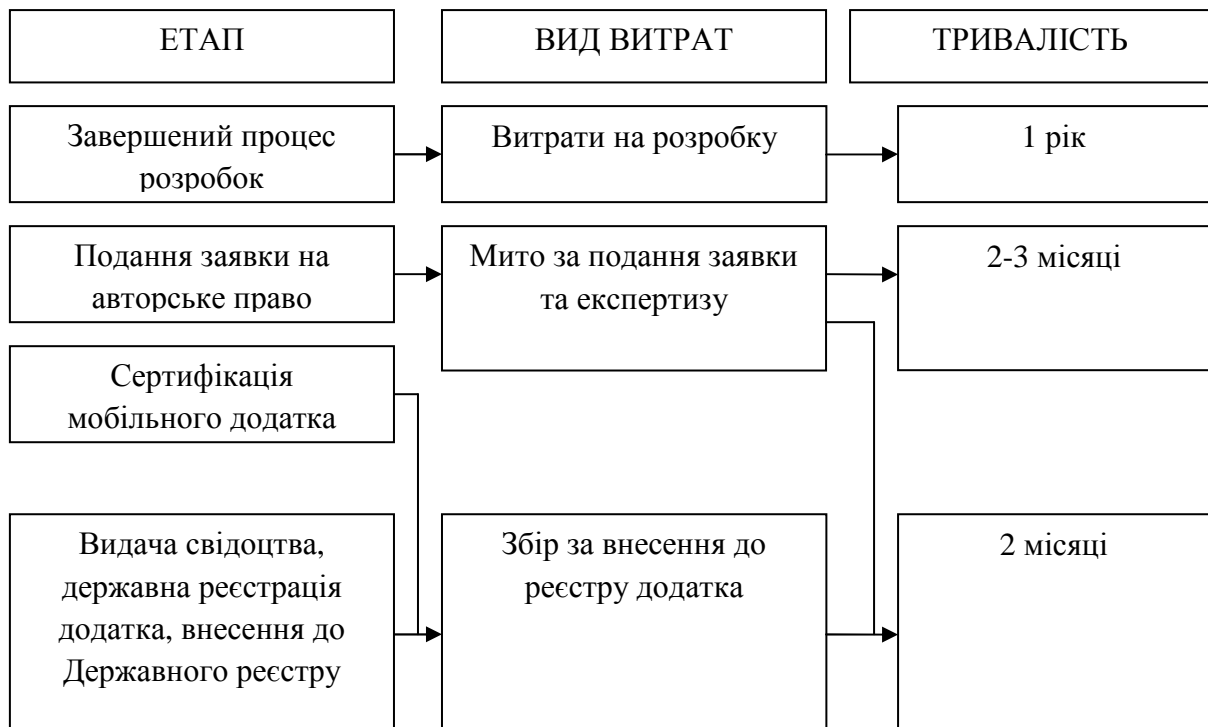 ЕТАП
ВИД ВИТРАТ
ТРИВАЛІСТЬ
Завершений процес
розробок
Витрати на розробку
1 рік
Подання заявки на
авторське право
Мито за подання заявки
та експертизу
2-3 місяці
Сертифікація
мобільного додатка
Видача свідоцтва,
державна реєстрація
додатка, внесення до
Державного реєстру
Збір за внесення до
реєстру додатка
2 місяці